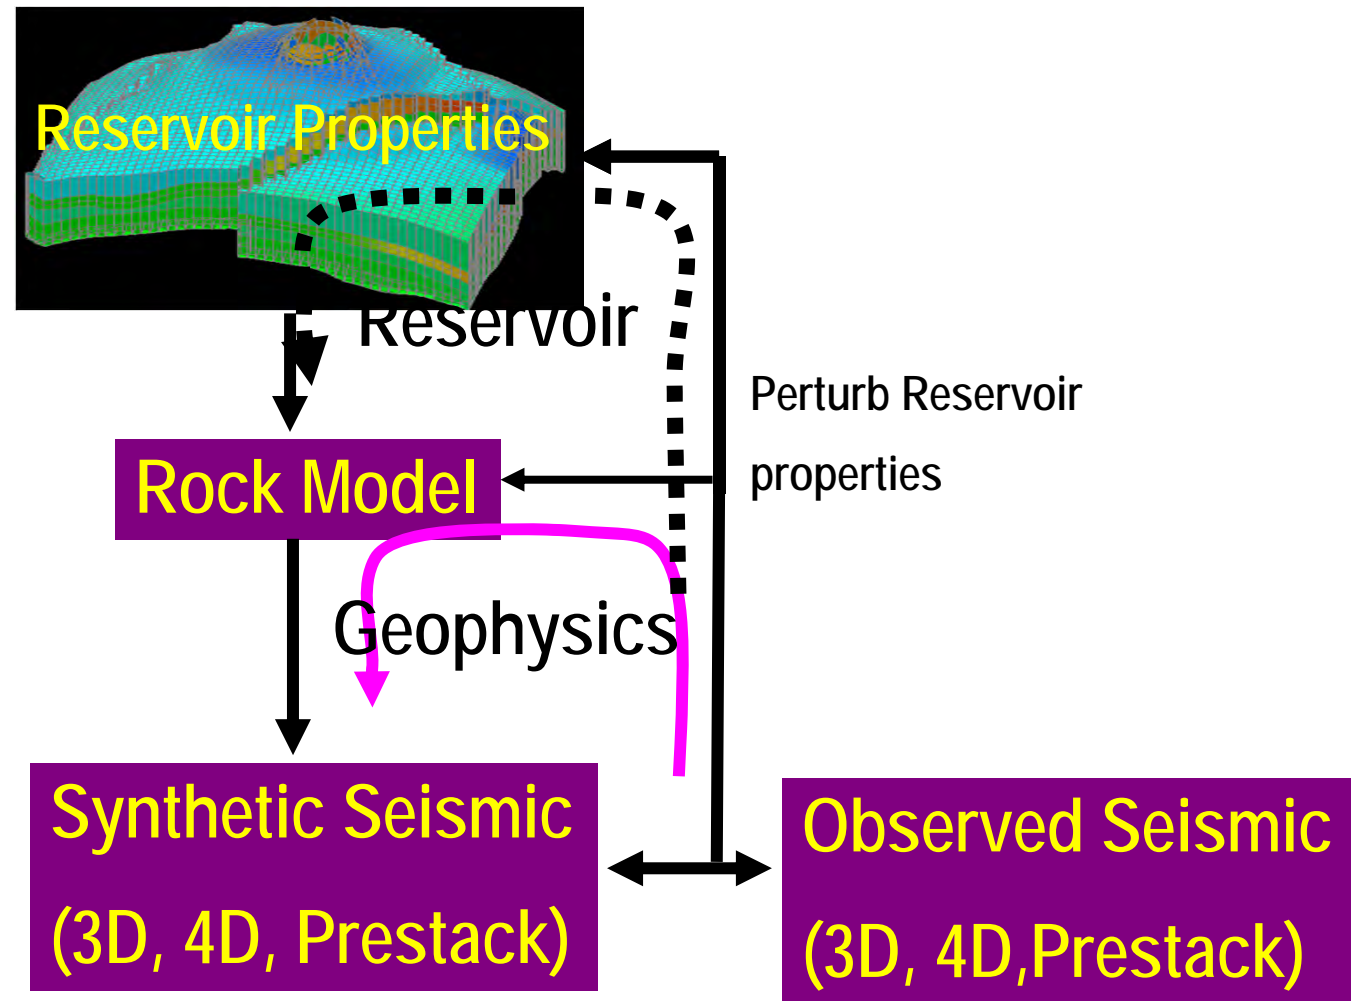 Reservoir Properties
Reservoir
Perturb Reservoir
properties
Rock Model
Geophysics
Synthetic Seismic
(3D, 4D, Prestack)
Observed Seismic
(3D, 4D,Prestack)